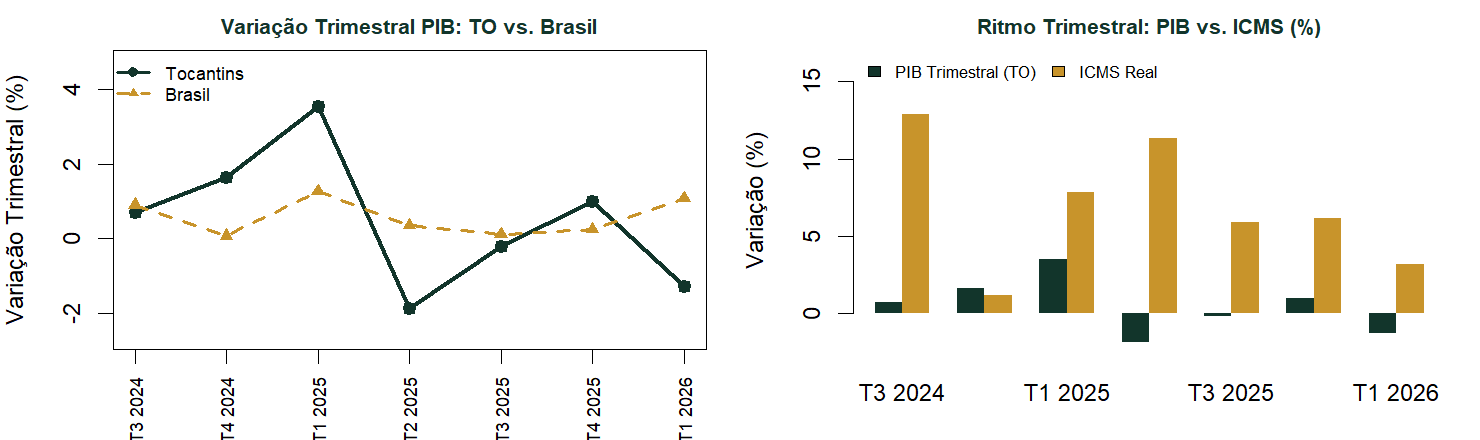 Variação Trimestral PIB: TO vs. Brasil
Variação Trimestral (%)
4
2
0
-2
Tocantins
Brasil
T3 2024
T4 2024
T1 2025
T2 2025
T3 2025
T4 2025
T1 2026
Ritmo Trimestral: PIB vs. ICMS (%)
Variação (%)
15
10
5
0
PIB Trimestral (TO)
ICMS Real
T3 2024
T1 2025
T3 2025
T1 2026